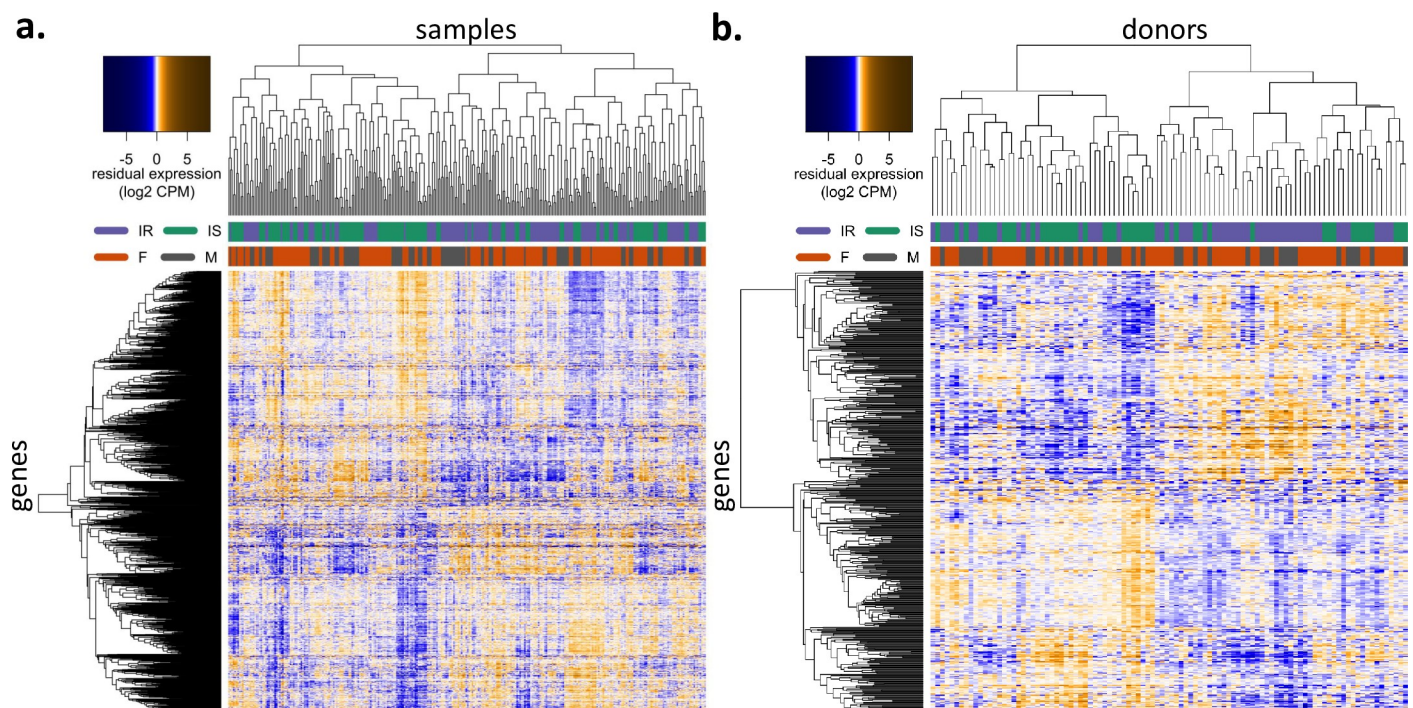 a.
samples
-5 0 5
residual expression
(log2 CPM)
IR IS
F M
genes
b.
donors
-5 0 5
residual expression
(log2 CPM)
IR IS
F M
genes